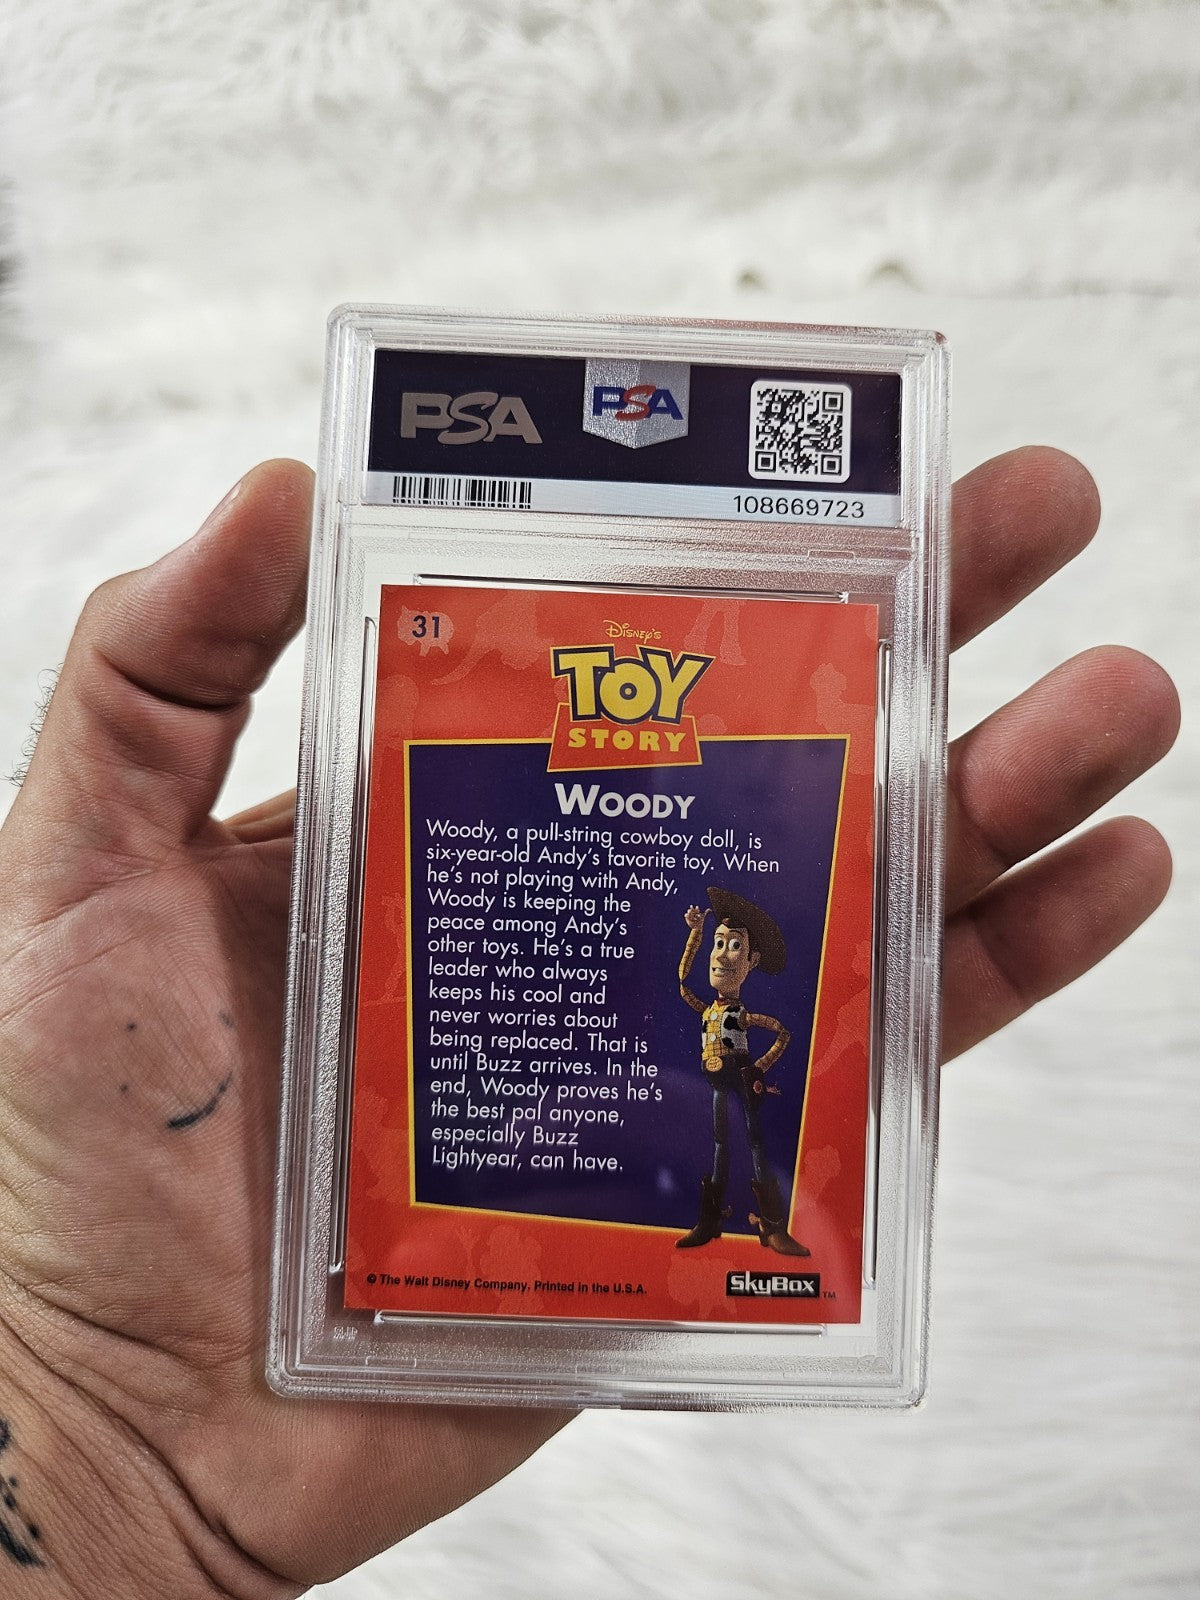 PSA
PSA
108669723
31
Disney's
TOY
STORY
WOODY
Woody, a pull-string cowboy doll, is
six-year-old Andy's favorite toy. When
he's not playing with Andy,
Woody is keeping the
peace among Andy's
other toys. He's a true
leader who always
keeps his cool and
never worries about
being replaced. That is
until Buzz arrives. In the
end, Woody proves he's
the best pal anyone,
especially Buzz
Lightyear, can have.
© The Walt Disney Company. Printed in the U.S.A.
SkyBox TM